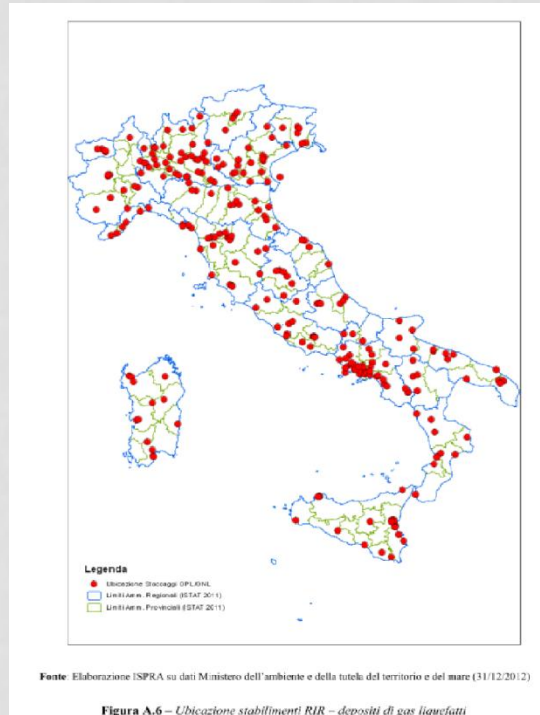 Legenda
Ubicazione Stoccaggi GPL/GNL
Limiti Amm. Regionali (ISTAT 2011)
Limiti Amm. Provinciali (ISTAT 2011)
Fonte: Elaborazione ISPRA su dati Ministero dell'ambiente e della tutela del territorio e del mare (31/12/2012)
Figura A.6 – Ubicazione stabilimenti RIR – depositi di gas liquefatti